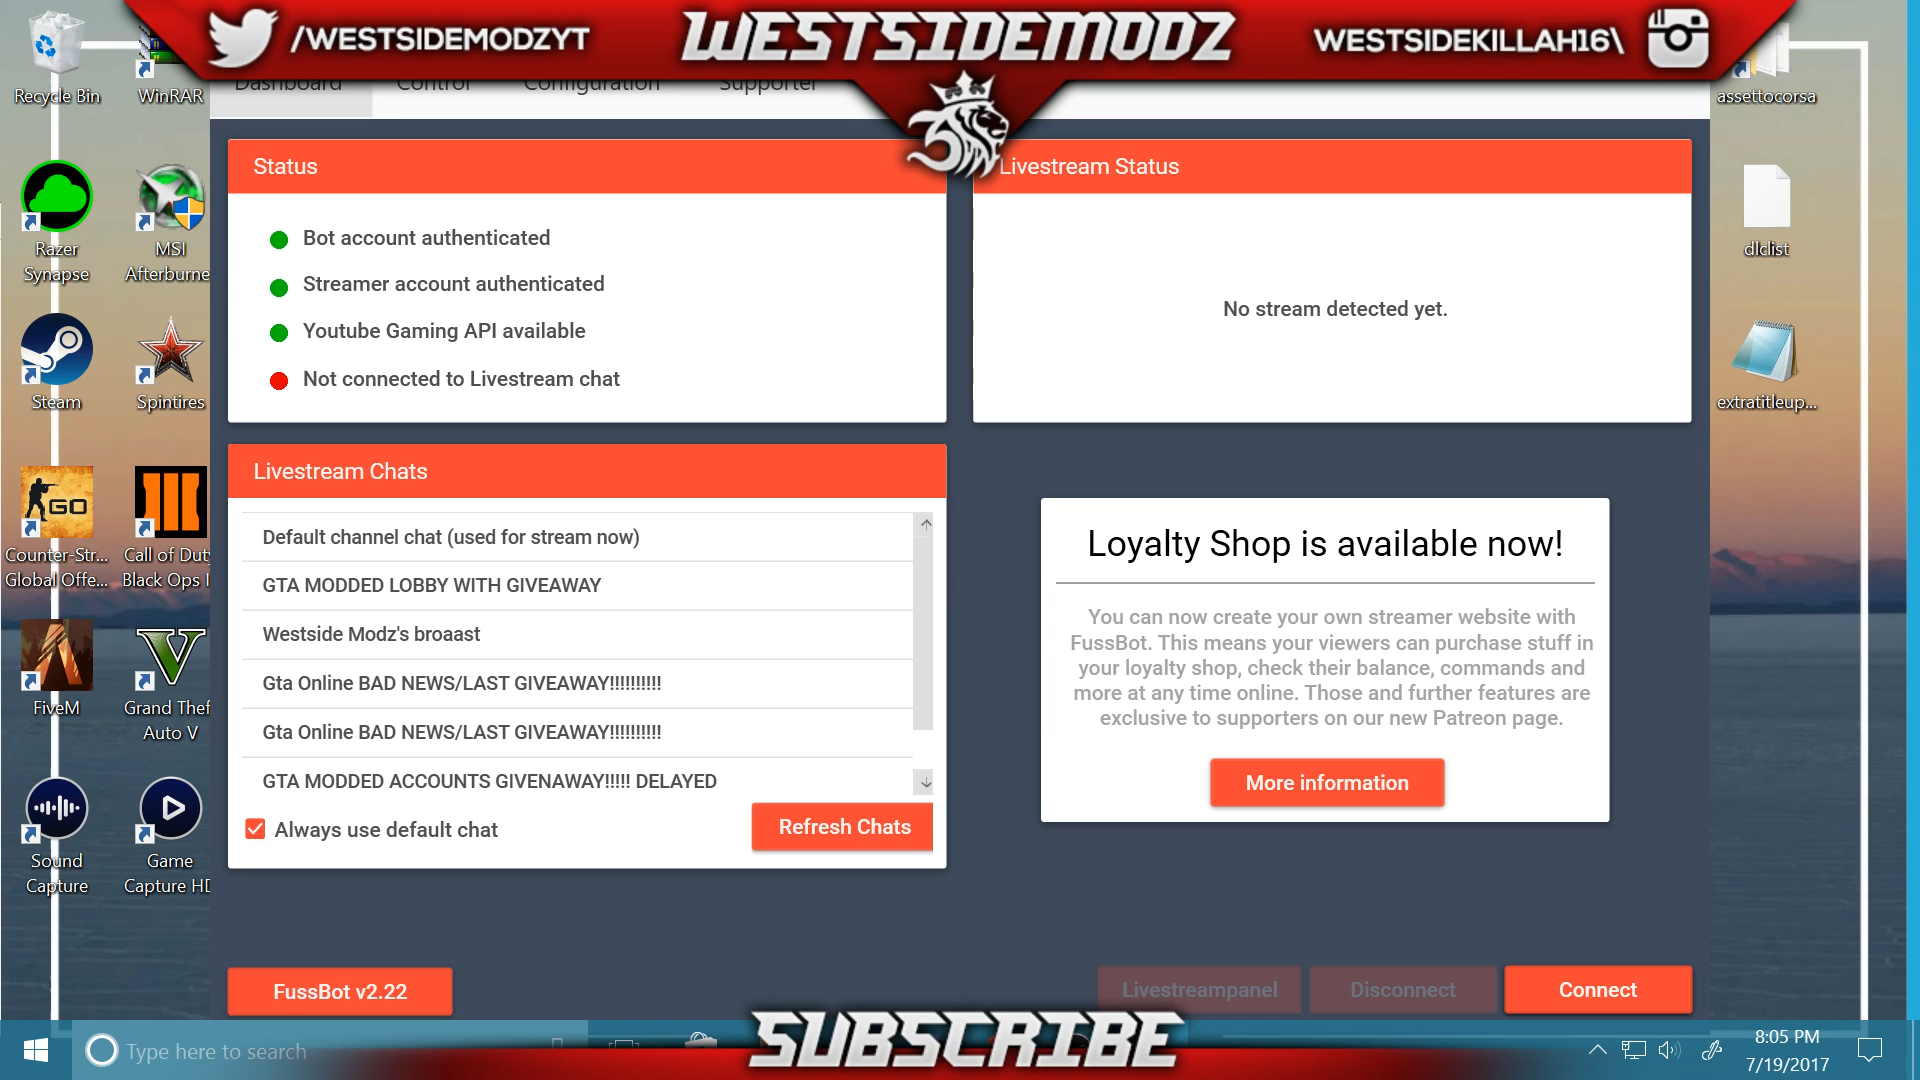 /WESTSIDEMODZYT
WESTSIDEMODZ
WESTSIDEKILLAH16\
Recycle Bin
WinRAR
Dashboard
Control
Configuration
Supporter
assettocorsa
Status
Livestream Status
Bot account authenticated
Streamer account authenticated
Youtube Gaming API available
Not connected to Livestream chat
No stream detected yet.
Razer
Synapse
MSI
Afterburne
dlclist
Steam
Spintires
extratitleup...
Livestream Chats
Default channel chat (used for stream now)
GTA MODDED LOBBY WITH GIVEAWAY
Westside Modz's broaast
Gta Online BAD NEWS/LAST GIVEAWAY!!!!!!!!!!
Gta Online BAD NEWS/LAST GIVEAWAY!!!!!!!!!!
GTA MODDED ACCOUNTS GIVENAWAY!!!!! DELAYED
Always use default chat
Refresh Chats
Loyalty Shop is available now!
You can now create your own streamer website with
FussBot. This means your viewers can purchase stuff in
your loyalty shop, check their balance, commands and
more at any time online. Those and further features are
exclusive to supporters on our new Patreon page.
More information
GO
Counter-Str...
Global Offe...
Call of Dut
Black Ops I
FiveM
V
Grand Thef
Auto V
Sound
Capture
Game
Capture HD
FussBot v2.22
Livestreampanel
Disconnect
Connect
Type here to search
SUBSCRIBE
8:05 PM
7/19/2017